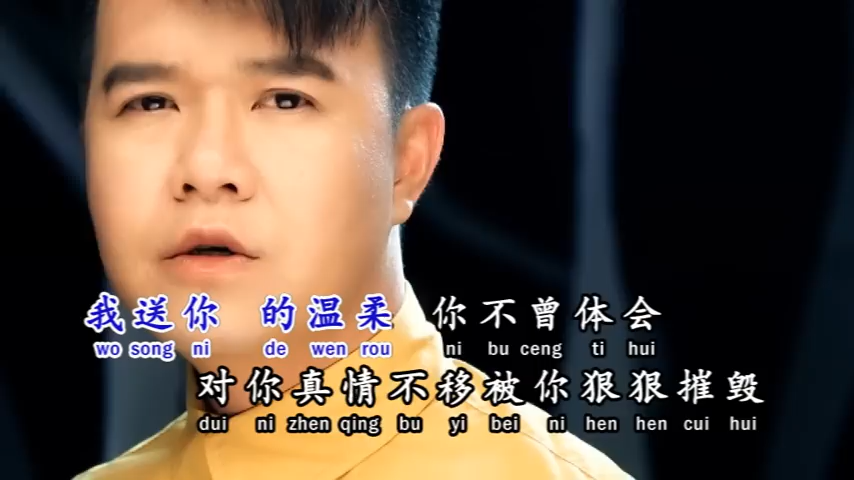 我送你 的温柔 你不曾体会
wo song ni de wen rou ni bu ceng ti hui
对你真情不移被你狠狠摧毁
dui ni zhen qing bu yi bei ni hen hen cui hui